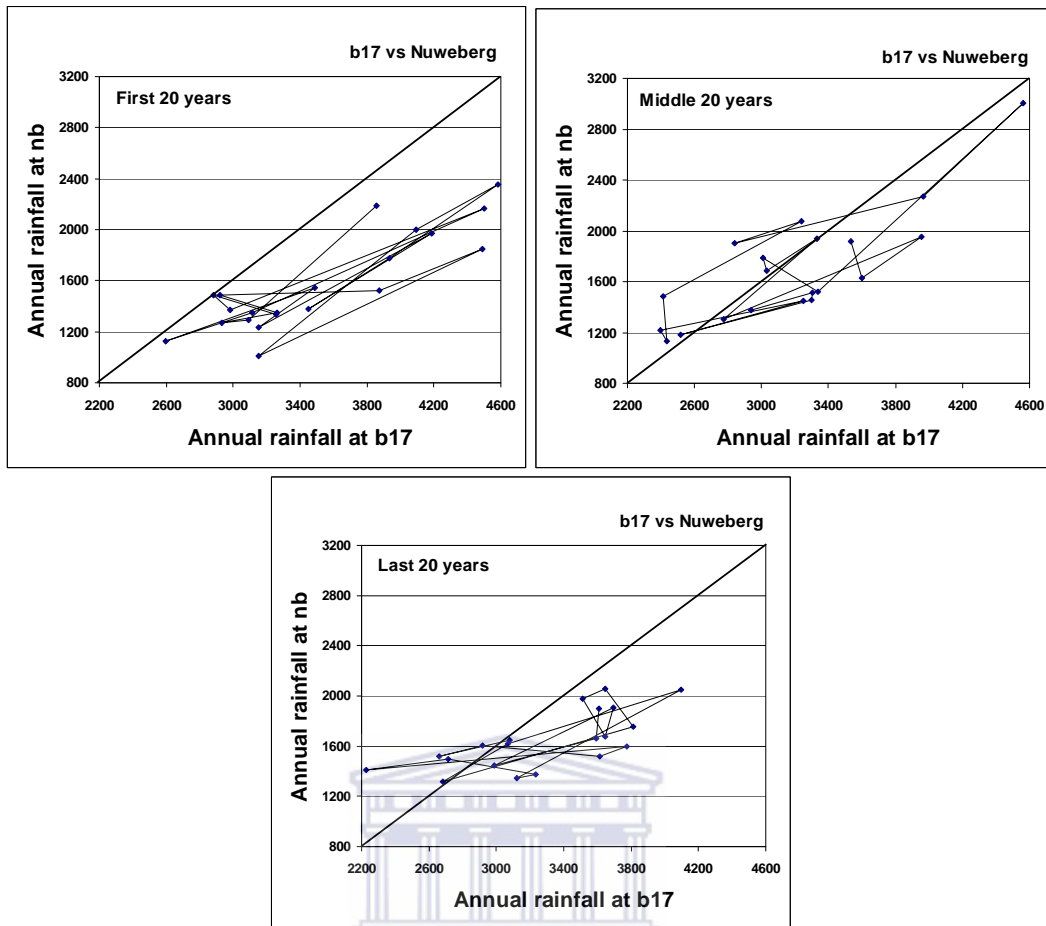 b17 vs Nuweberg
First 20 years
Annual rainfall at nb
3200
2800
2400
2000
1600
1200
800
2200 2600 3000 3400 3800 4200 4600
Annual rainfall at b17
b17 vs Nuweberg
Middle 20 years
Annual rainfall at nb
3200
2800
2400
2000
1600
1200
800
2200 2600 3000 3400 3800 4200 4600
Annual rainfall at b17
b17 vs Nuweberg
Last 20 years
Annual rainfall at nb
3200
2800
2400
2000
1600
1200
800
2200 2600 3000 3400 3800 4200 4600
Annual rainfall at b17